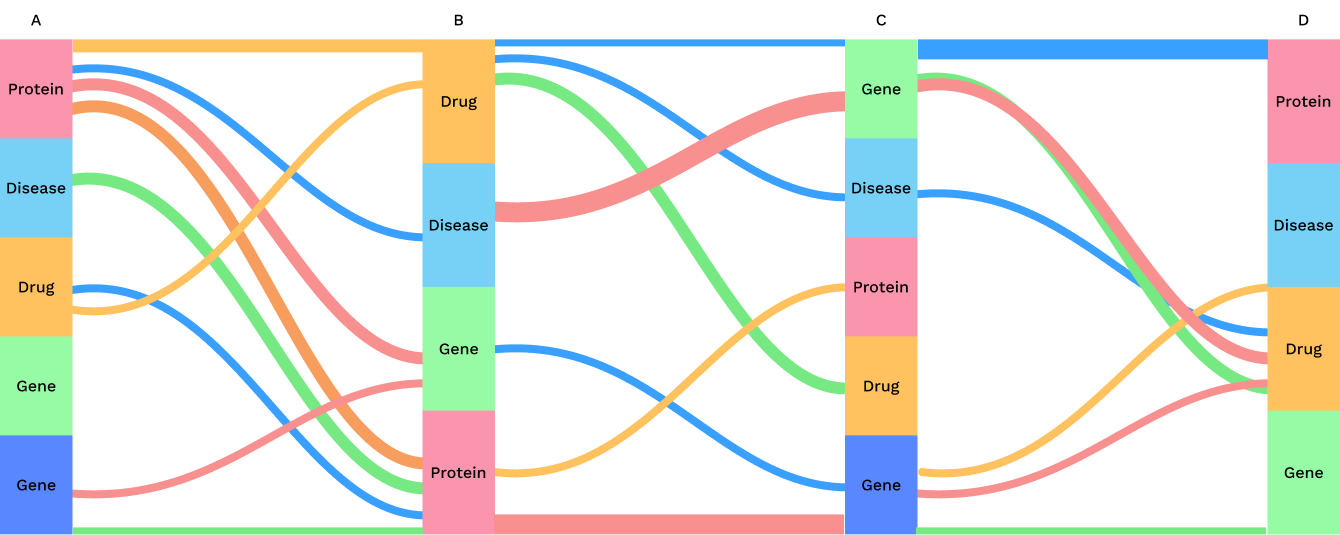 A
B
C
D
Protein
Disease
Drug
Gene
Gene
Drug
Disease
Gene
Protein
Gene
Disease
Protein
Drug
Gene
Protein
Disease
Drug
Gene